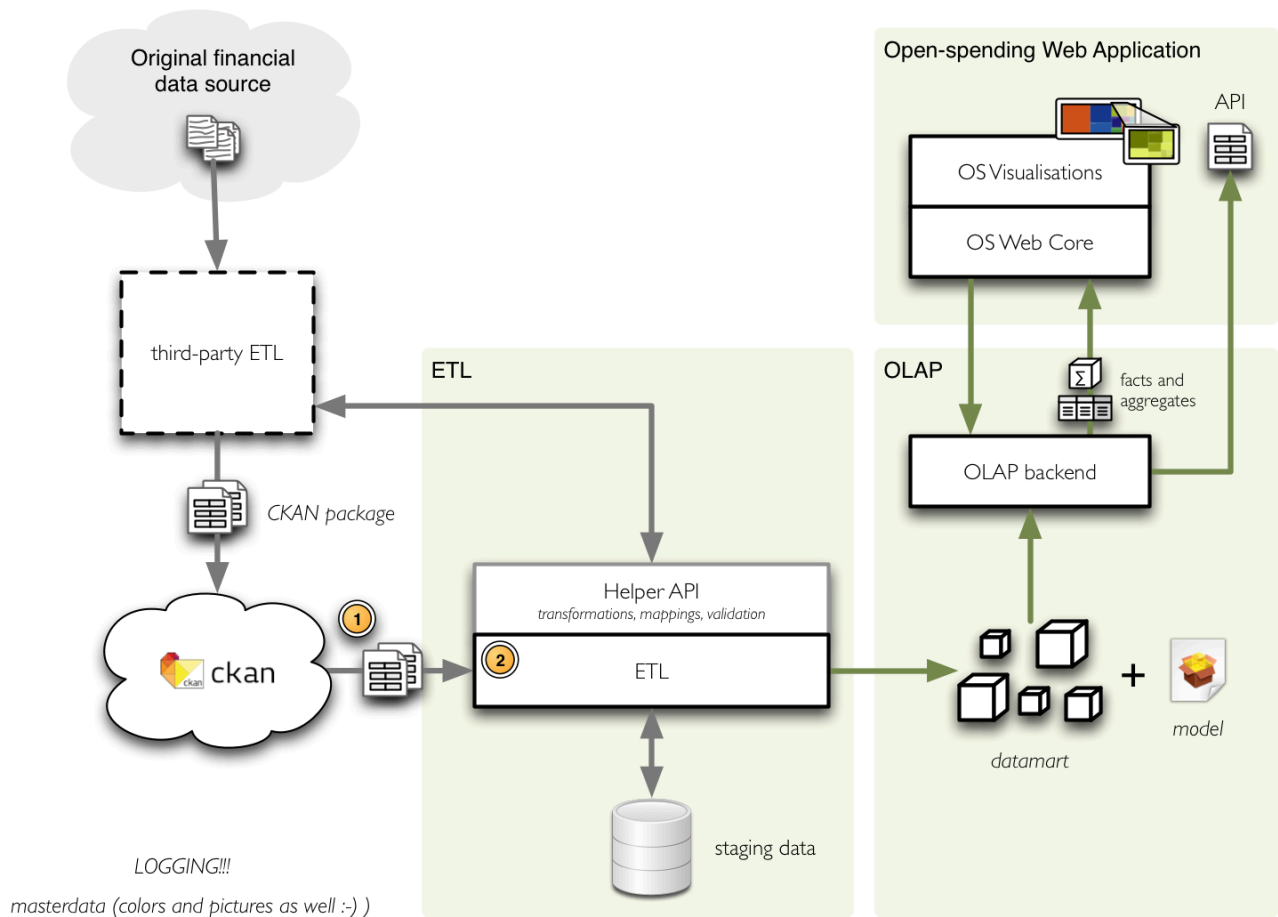 Original financial
data source
third-party ETL
CKAN package
1
ckan
ckan
LOGGING!!!
masterdata (colors and pictures as well :-) )
ETL
Helper API
transformations, mappings, validation
2
ETL
staging data
Open-spending Web Application
API
OS Visualisations
OS Web Core
OLAP
Σ
facts and
aggregates
OLAP backend
+
datamart
model